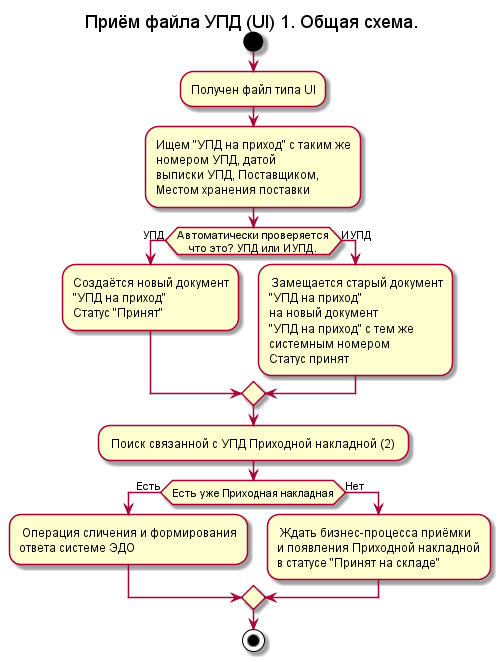 Приём файла УПД (UI) 1. Общая схема.
Получен файл типа UI
Ищем "УПД на приход" с таким же
номером УПД, датой
выписки УПД, Поставщиком,
Местом хранения поставки
УПД
Автоматически проверяется
что это? УПД или ИУПД.
ИУПД
Создаётся новый документ
"УПД на приход"
Статус "Принят"
Замещается старый документ
"УПД на приход"
на новый документ
"УПД на приход" с тем же
системным номером
Статус принят
Поиск связанной с УПД Приходной накладной (2)
Есть
Есть уже Приходная накладная
Нет
Операция сличения и формирования
ответа системе ЭДО
Ждать бизнес-процесса приёмки
и появления Приходной накладной
в статусе "Принят на складе"